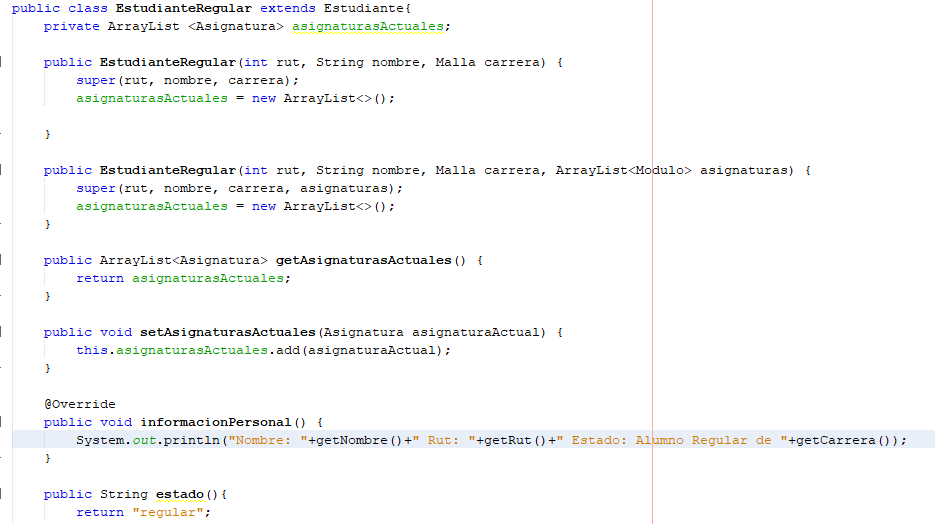 public class EstudianteRegular extends Estudiante{
    private ArrayList <Asignatura> asignaturasActuales;
    public EstudianteRegular(int rut, String nombre, Malla carrera) {
        super(rut, nombre, carrera);
        asignaturasActuales = new ArrayList<>();
    }
    public EstudianteRegular(int rut, String nombre, Malla carrera, ArrayList<Modulo> asignaturas) {
        super(rut, nombre, carrera, asignaturas);
        asignaturasActuales = new ArrayList<>();
    }
    public ArrayList<Asignatura> getAsignaturasActuales() {
        return asignaturasActuales;
    }
    public void setAsignaturasActuales(Asignatura asignaturaActual) {
        this.asignaturasActuales.add(asignaturaActual);
    }
    @Override
    public void informacionPersonal() {
        System.out.println("Nombre: "+getNombre()+" Rut: "+getRut()+" Estado: Alumno Regular de "+getCarrera());
    }
    public String estado(){
        return "regular";